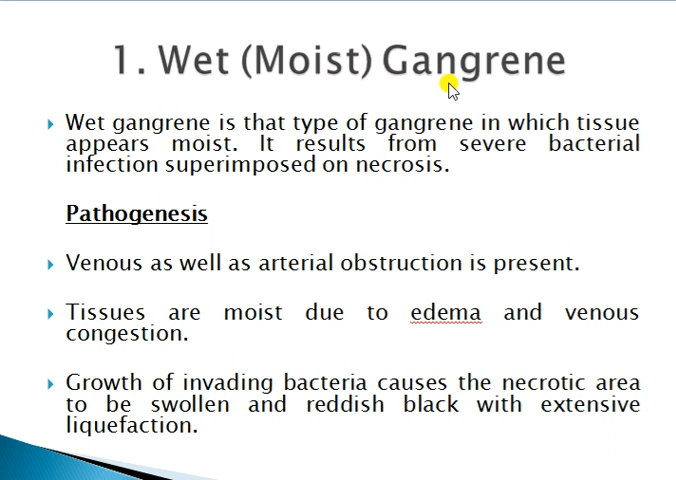 1. Wet (Moist) Gangrene
Wet gangrene is that type of gangrene in which tissue
appears moist. It results from severe bacterial
infection superimposed on necrosis.
Pathogenesis
Venous as well as arterial obstruction is present.
Tissues are moist due to edema and venous
congestion.
Growth of invading bacteria causes the necrotic area
to be swollen and reddish black with extensive
liquefaction.